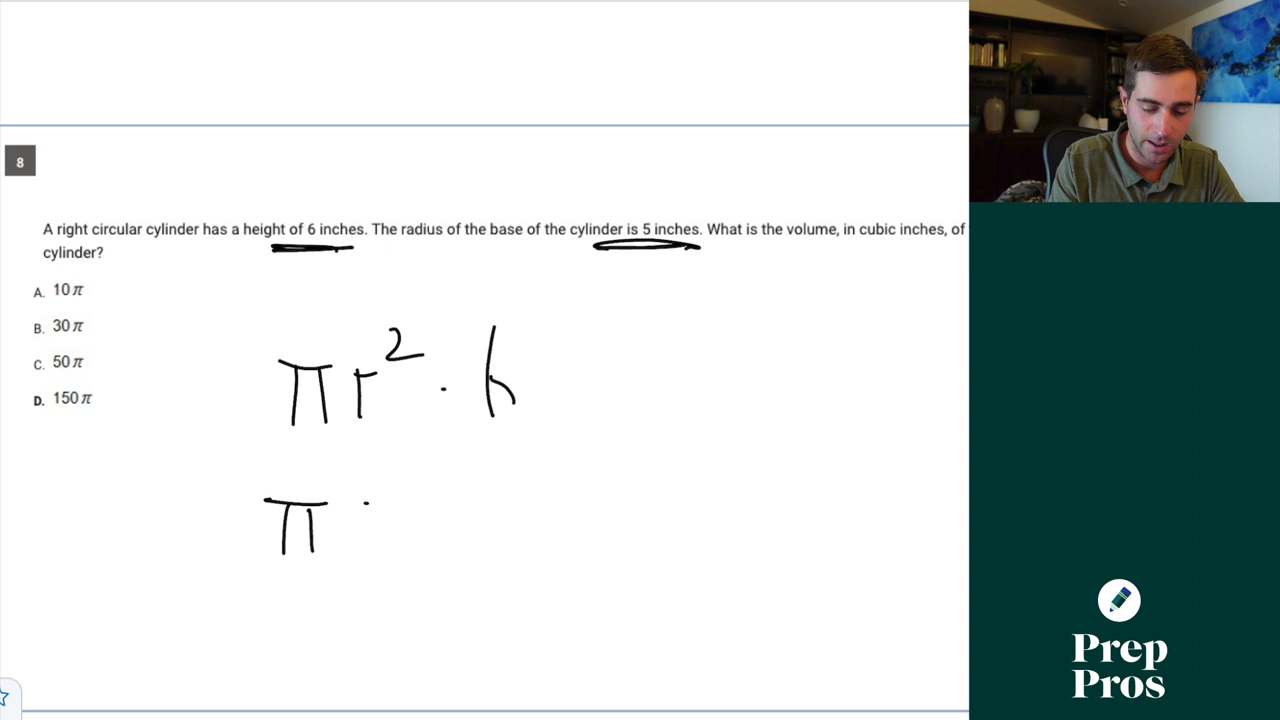 8
A right circular cylinder has a height of 6 inches. The radius of the base of the cylinder is 5 inches. What is the volume, in cubic inches, of
cylinder?
A. 10π
B. 30π
C. 50π
D. 150π
πr² · h
π ·
Prep
Pros